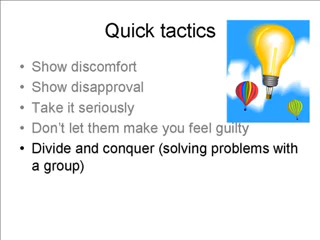 Quick tactics
• Show discomfort
• Show disapproval
• Take it seriously
• Don't let them make you feel guilty
• Divide and conquer (solving problems with
a group)